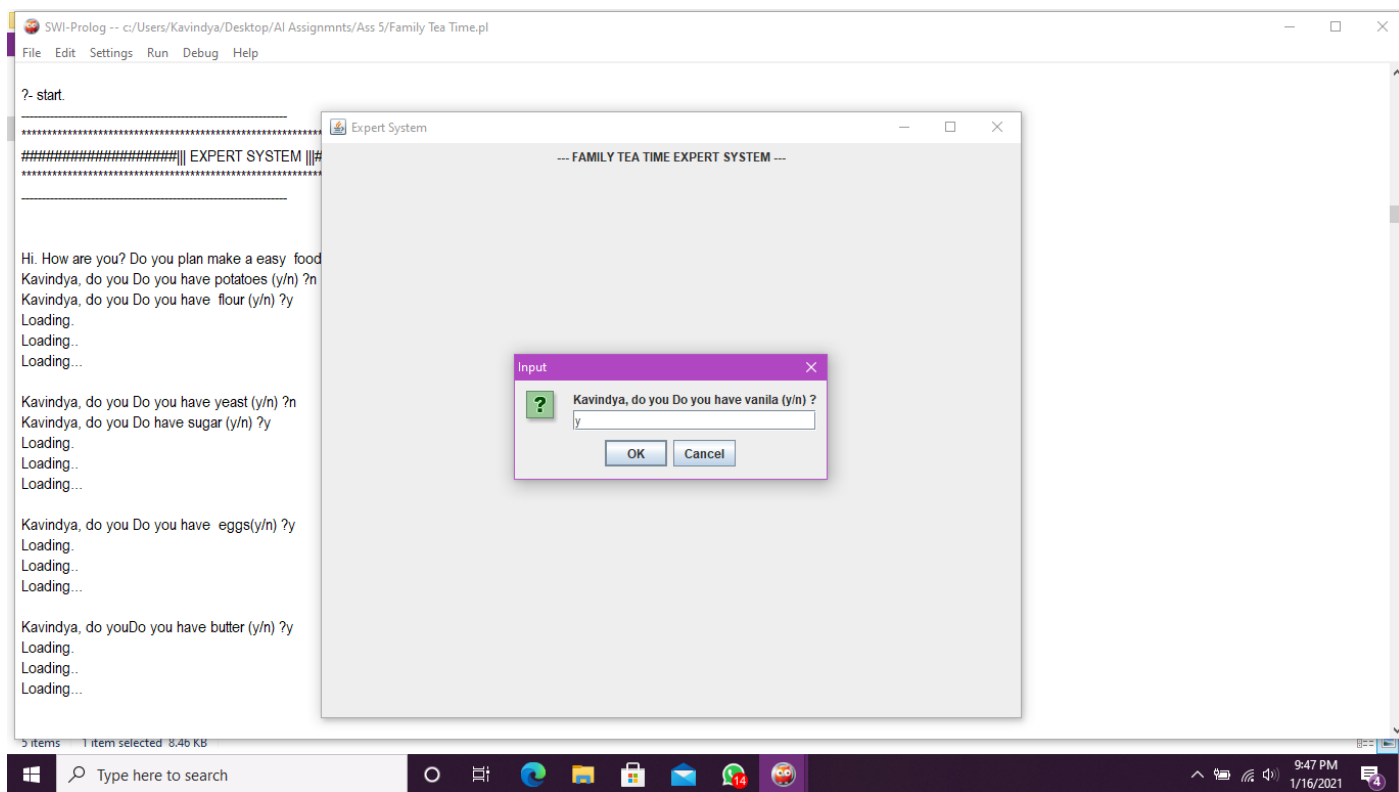 SWI-Prolog -- c:/Users/Kavindya/Desktop/AI Assignmnts/Ass 5/Family Tea Time.pl
File Edit Settings Run Debug Help
?- start.
-----------------------------------------------------------------
************************************************************
###################||| EXPERT SYSTEM |||#
************************************************************
-----------------------------------------------------------------
Hi. How are you? Do you plan make a easy  food
Kavindya, do you Do you have potatoes (y/n) ?n
Kavindya, do you Do you have  flour (y/n) ?y
Loading.
Loading..
Loading...
Kavindya, do you Do you have yeast (y/n) ?n
Kavindya, do you Do have sugar (y/n) ?y
Loading.
Loading..
Loading...
Kavindya, do you Do you have  eggs(y/n) ?y
Loading.
Loading..
Loading...
Kavindya, do youDo you have butter (y/n) ?y
Loading.
Loading..
Loading...
Expert System
--- FAMILY TEA TIME EXPERT SYSTEM ---
Input
?
Kavindya, do you Do you have vanila (y/n) ?
y
OK Cancel
5 items 1 item selected 8.46 KB
Type here to search
14
9:47 PM
1/16/2021
4